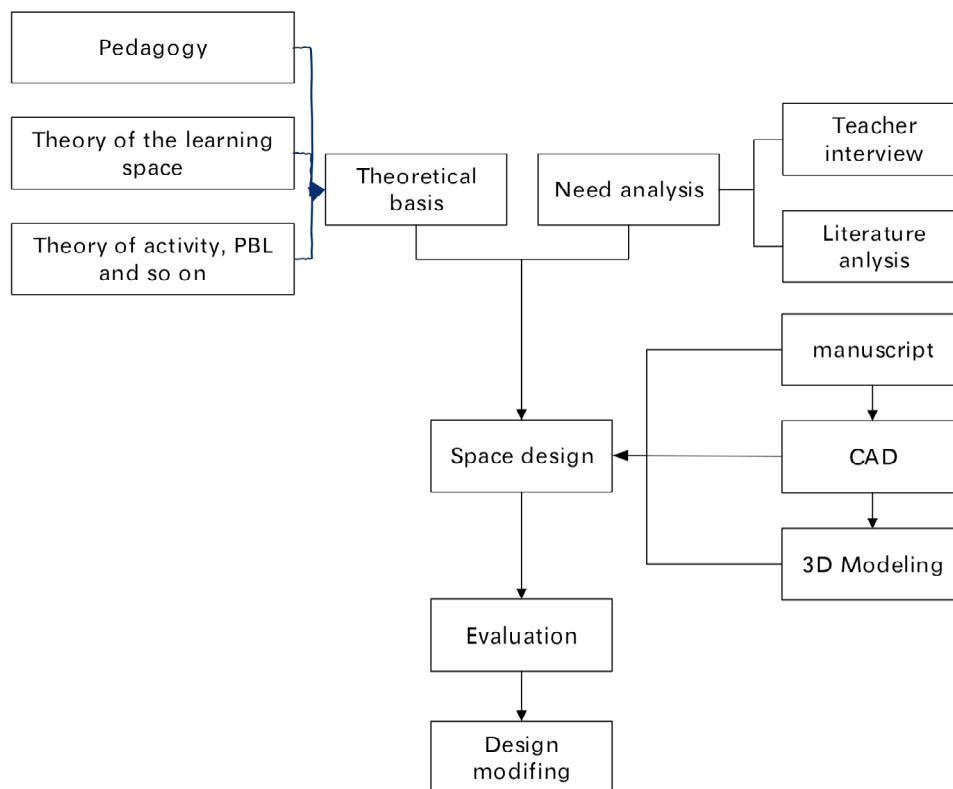 Pedagogy
Theory of the learning
space
Theory of activity, PBL
and so on
Theoretical
basis
Need analysis
Teacher
interview
Literature
anlysis
manuscript
CAD
3D Modeling
Space design
Evaluation
Design
modifing